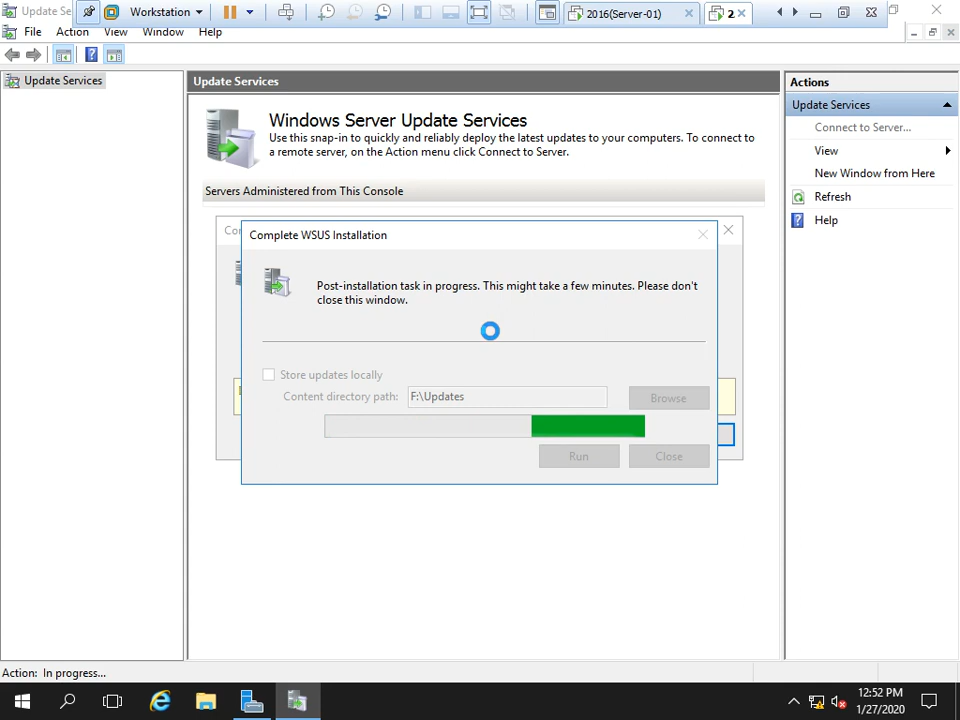 Update Se
Workstation
2016(Server-01)
2
File Action View Window Help
Update Services
Update Services
Windows Server Update Services
Use this snap-in to quickly and reliably deploy the latest updates to your computers. To connect to
a remote server, on the Action menu click Connect to Server.
Servers Administered from This Console
Co
Complete WSUS Installation
Post-installation task in progress. This might take a few minutes. Please don't
close this window.
Store updates locally
Content directory path: F:\Updates Browse
Run Close
Actions
Update Services
Connect to Server...
View
New Window from Here
Refresh
Help
Action: In progress...
12:52 PM
1/27/2020